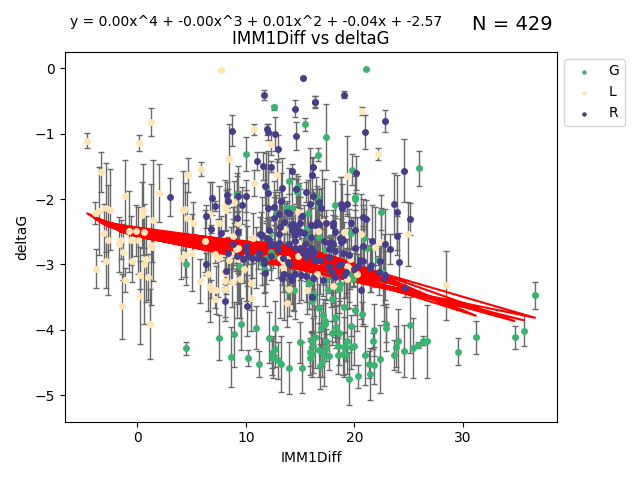 y = 0.00x^4 + -0.00x^3 + 0.01x^2 + -0.04x + -2.57
N = 429
IMM1Diff vs deltaG
G
L
R
deltaG
0
−1
−2
−3
−4
−5
0
10
20
30
IMM1Diff